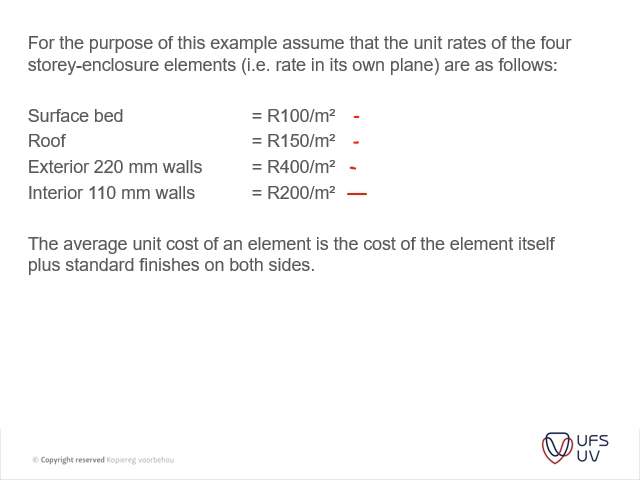 For the purpose of this example assume that the unit rates of the four
storey-enclosure elements (i.e. rate in its own plane) are as follows:
Surface bed = R100/m²
Roof = R150/m²
Exterior 220 mm walls = R400/m²
Interior 110 mm walls = R200/m²
The average unit cost of an element is the cost of the element itself
plus standard finishes on both sides.
© Copyright reserved Kopiereg voorbehou
UFS
UV